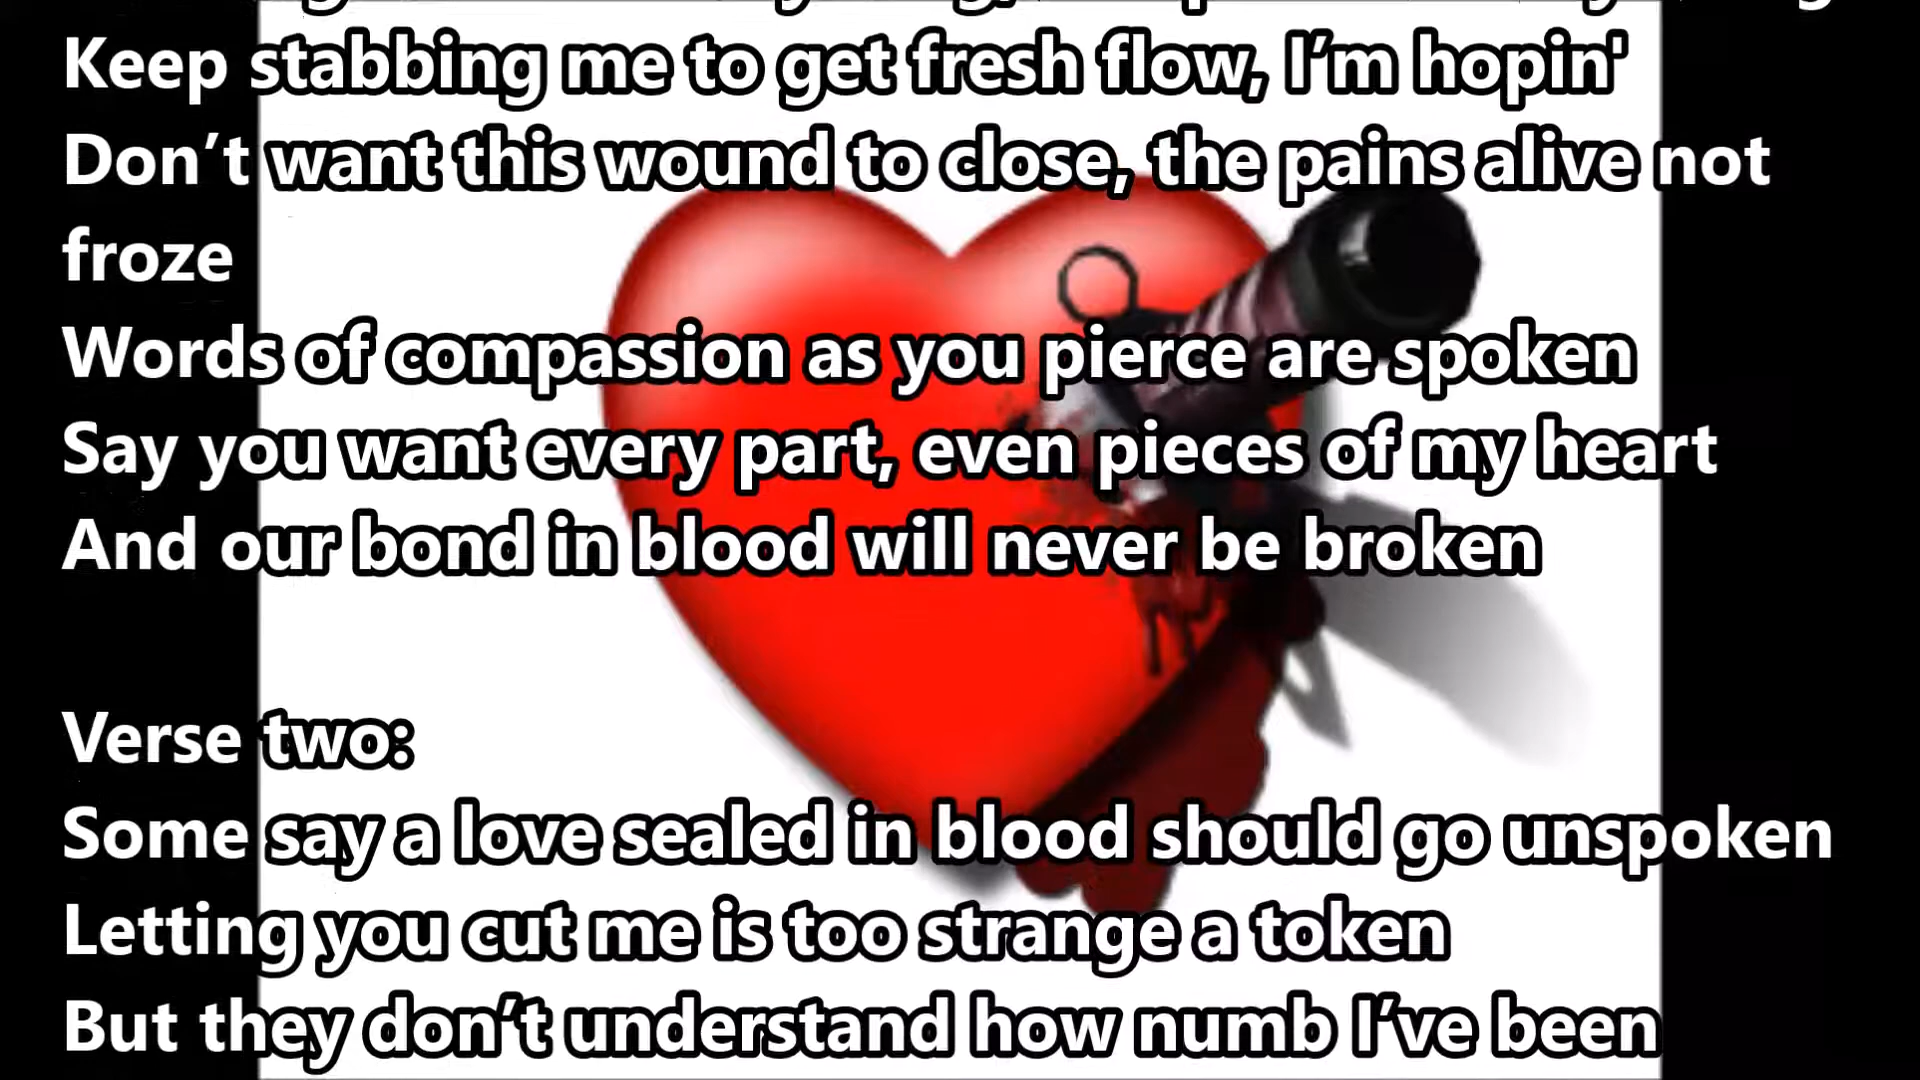 Keep stabbing me to get fresh flow, I’m hopin'
Don’t want this wound to close, the pains alive not
froze
Words of compassion as you pierce are spoken
Say you want every part, even pieces of my heart
And our bond in blood will never be broken
Verse two:
Some say a love sealed in blood should go unspoken
Letting you cut me is too strange a token
But they don’t understand how numb I’ve been